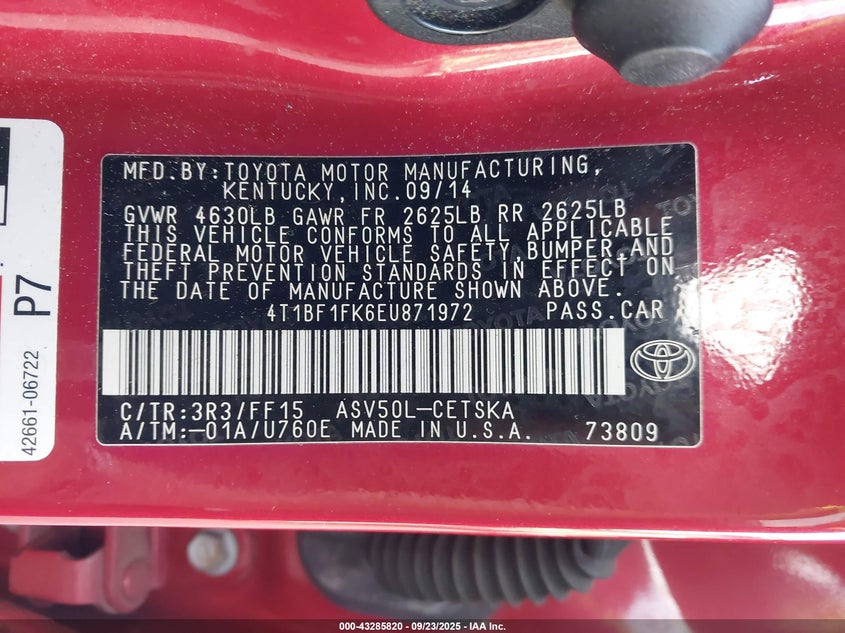 MFD.BY:TOYOTA MOTOR MANUFACTURING,
KENTUCKY,INC.09/14
GVWR 4630LB GAWR FR 2625LB RR 2625LB
THIS VEHICLE CONFORMS TO ALL APPLICABLE
FEDERAL MOTOR VEHICLE SAFETY,BUMPER,AND
THEFT PREVENTION STANDARDS IN EFFECT ON
THE DATE OF MANUFACTURE SHOWN ABOVE.
4T1BF1FK6EU871972 PASS.CAR
C/TR:3R3/FF15 ASV50L-CETSKA
A/TM:-01A/U760E MADE IN U.S.A. 73809
P7
42661-06722
000-43285820 - 09/23/2025 - IAA Inc.